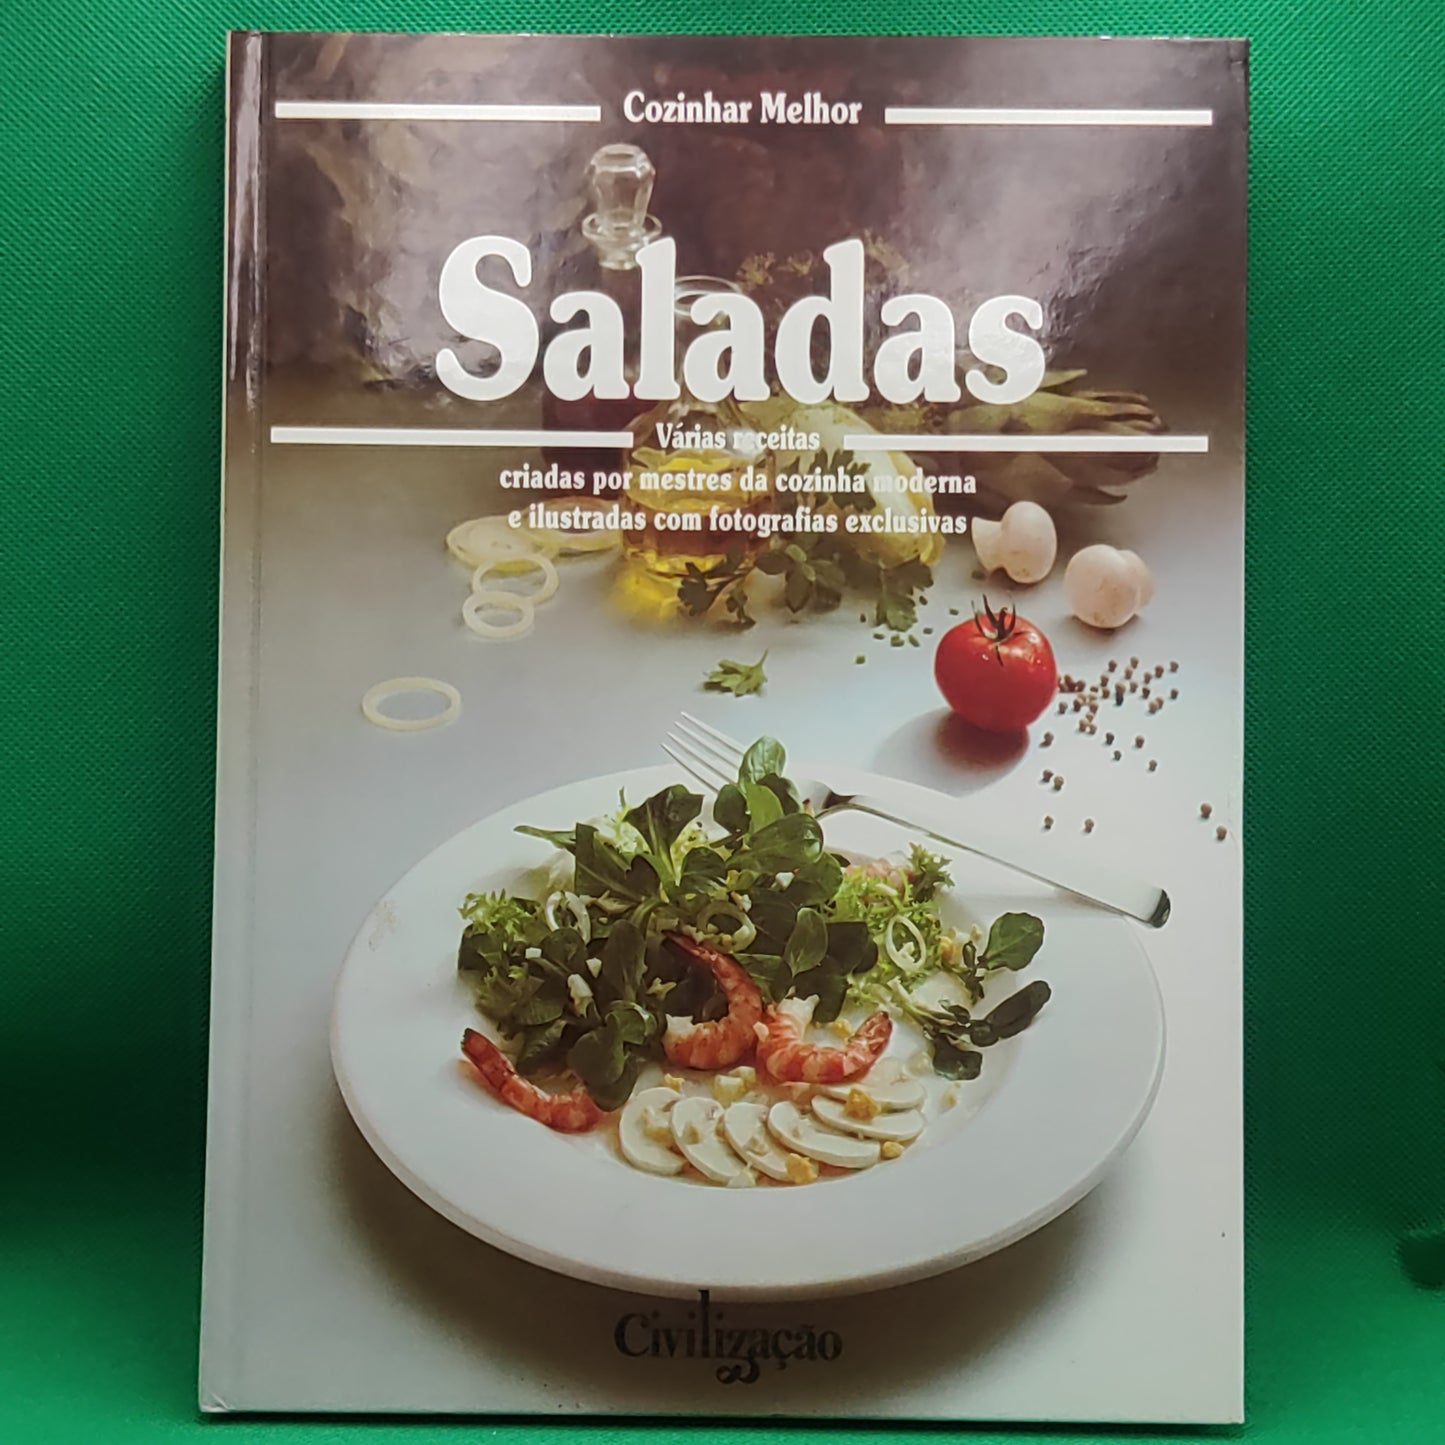 Cozinhar Melhor
Saladas
Várias receitas
criadas por mestres da cozinha moderna
e ilustradas com fotografias exclusivas
Civilização